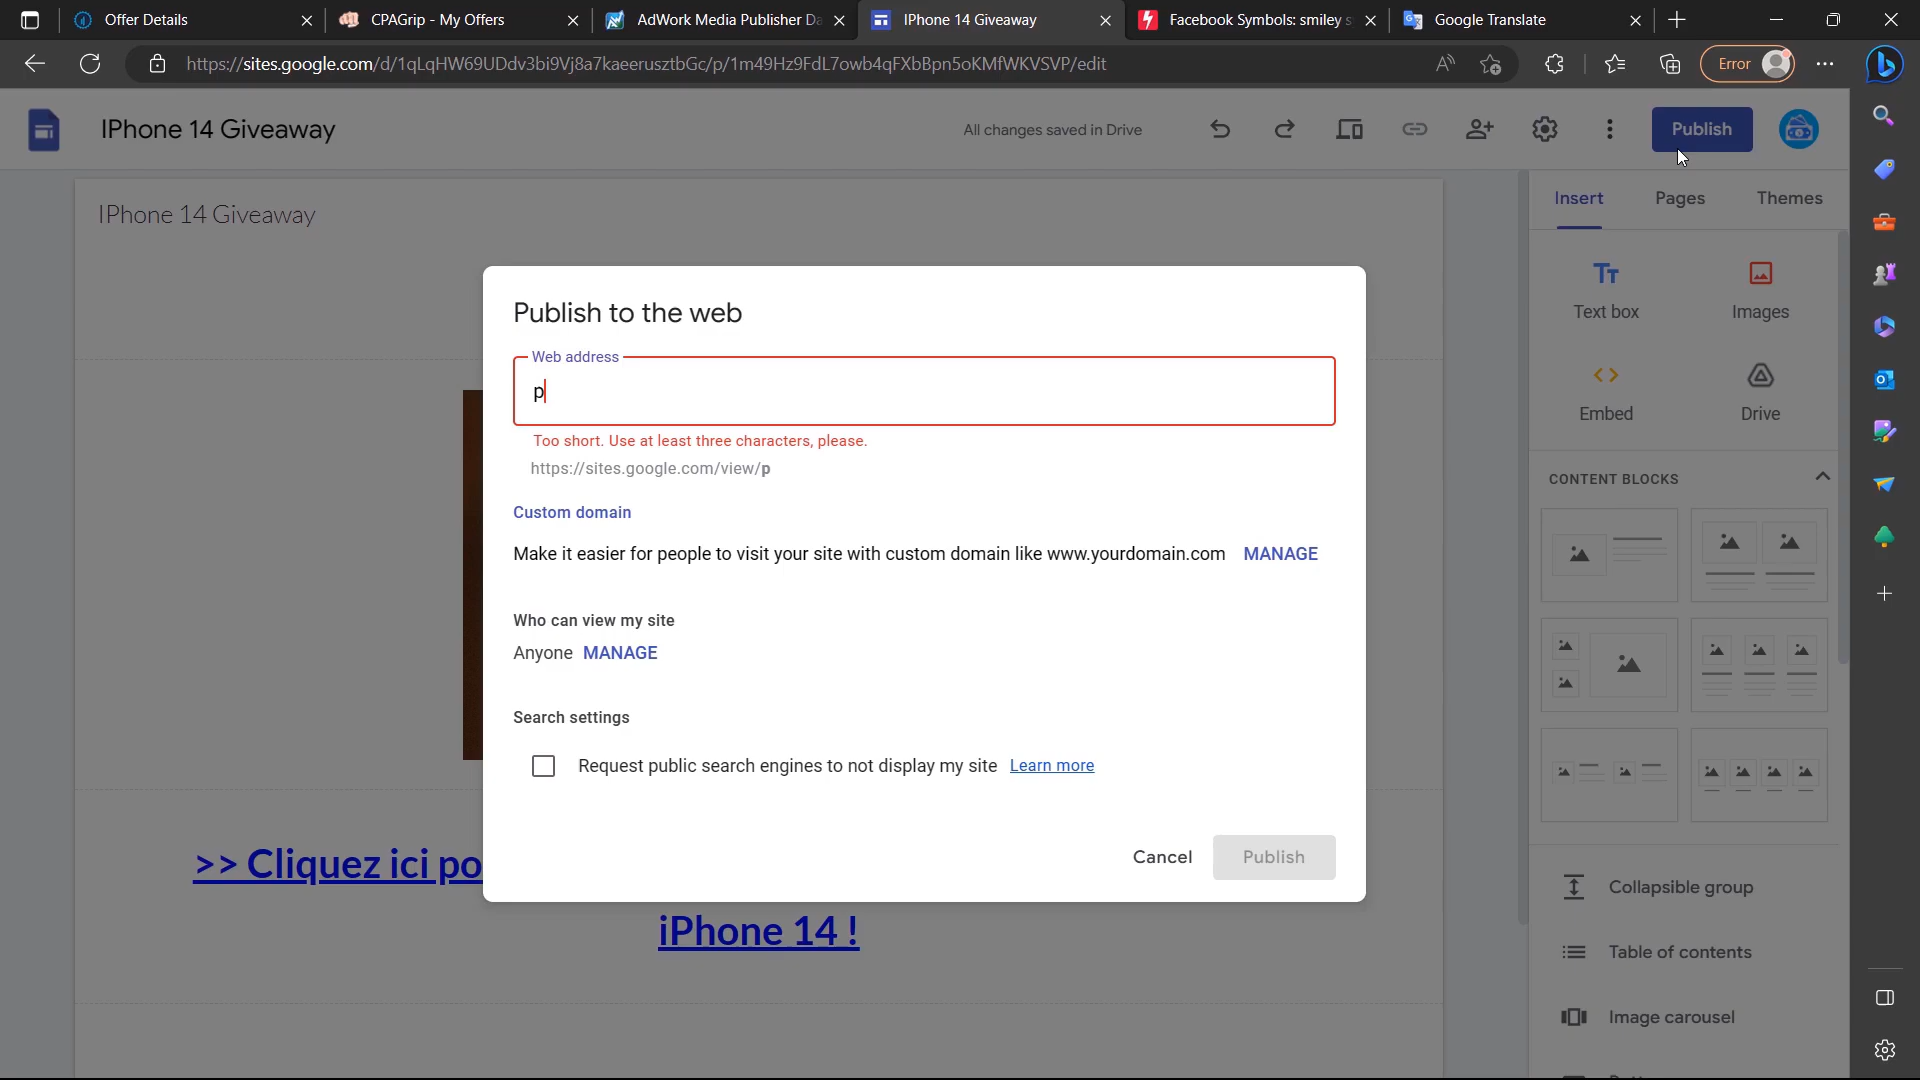 Offer Details
CPAGrip - My Offers
AdWork Media Publisher Da
IPhone 14 Giveaway
Facebook Symbols: smiley s
Google Translate
https://sites.google.com/d/1qLqHW69UDdv3bi9Vj8a7kaeerusztbGc/p/1m49Hz9FdL7owb4qFXbBpn5oKMfWKVSVP/edit
Error
IPhone 14 Giveaway
All changes saved in Drive
Publish
Insert
Pages
Themes
IPhone 14 Giveaway
Text box
Images
Embed
Drive
CONTENT BLOCKS
Publish to the web
Web address
p
Too short. Use at least three characters, please.
https://sites.google.com/view/p
Custom domain
Make it easier for people to visit your site with custom domain like www.yourdomain.com MANAGE
Who can view my site
Anyone MANAGE
Search settings
Request public search engines to not display my site Learn more
Cancel
Publish
>> Cliquez ici po
iPhone 14 !
Collapsible group
Table of contents
Image carousel